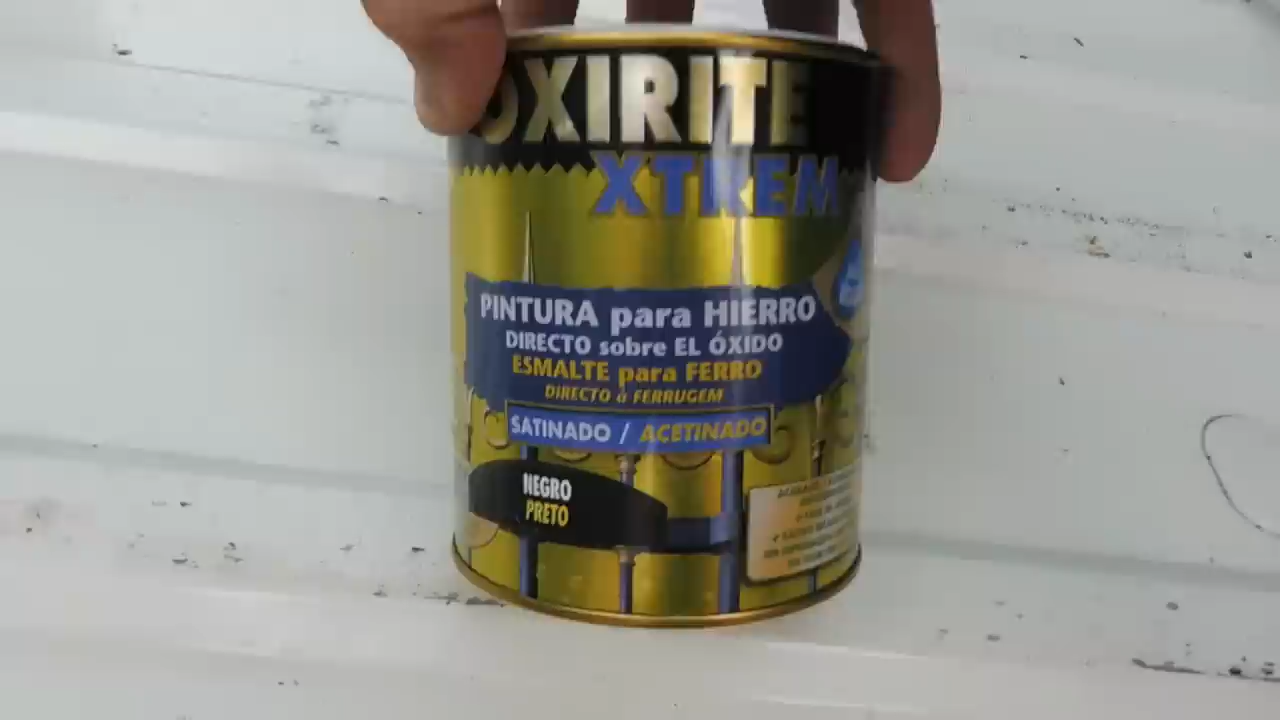 OXIRITE
XTREM
PINTURA para HIERRO
DIRECTO sobre EL ÓXIDO
ESMALTE para FERRO
DIRECTO à FERRUGEM
SATINADO / ACETINADO
NEGRO
PRETO